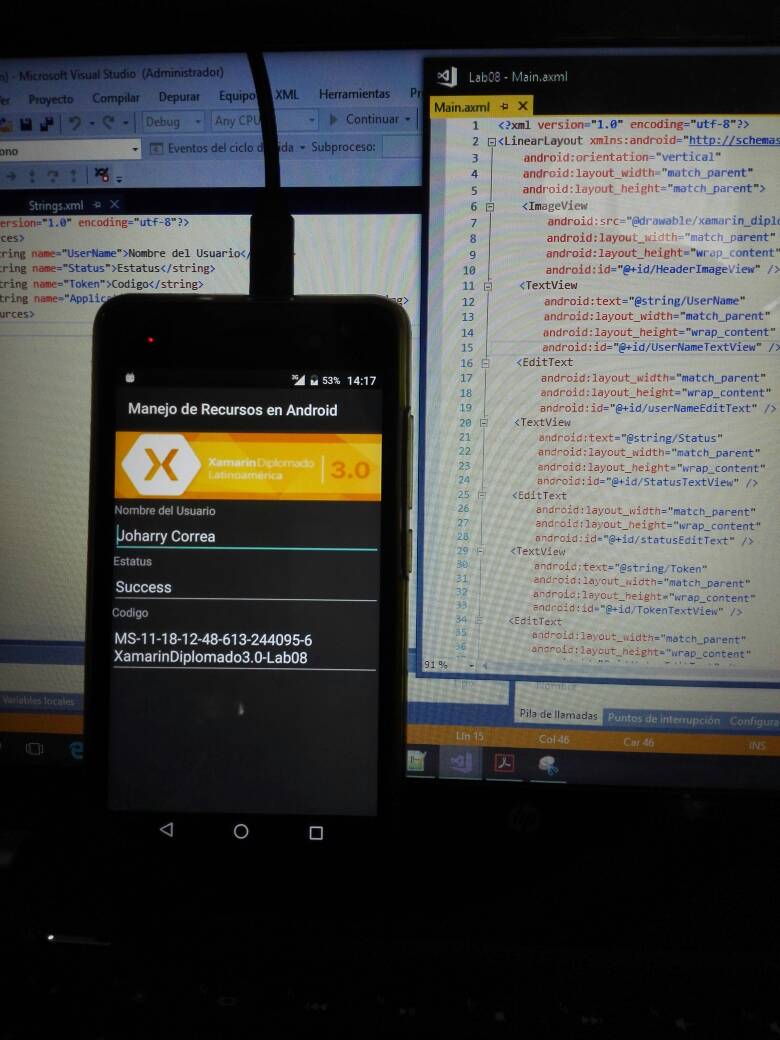 n) - Microsoft Visual Studio (Administrador)
Proyecto Compilar Depurar Equipo XML Herramientas
Debug Any CPU Continuar
Eventos del ciclo de vida Subproceso:
Strings.xml
version="1.0" encoding="utf-8"?>
string name="UserName">Nombre del Usuario</
string name="Status">Estatus</string>
string name="Token">Codigo</string>
3G 53% 14:17
Manejo de Recursos en Android
X Xamarin Diplomado
Latinoamérica 3.0
Nombre del Usuario
Joharry Correa
Estatus
Success
Codigo
MS-11-18-12-48-613-244095-6
XamarinDiplomado3.0-Lab08
Lab08 - Main.axml
Main.axml
1 <?xml version="1.0" encoding="utf-8"?>
2 <LinearLayout xmlns:android="http://schemas
3 android:orientation="vertical"
4 android:layout_width="match_parent"
5 android:layout_height="match_parent">
6 <ImageView
7 android:src="@drawable/xamarin_diplo
8 android:layout_width="match_parent"
9 android:layout_height="wrap_content"
10 android:id="@+id/HeaderImageView" />
11 <TextView
12 android:text="@string/UserName"
13 android:layout_width="match_parent"
14 android:layout_height="wrap_content"
15 android:id="@+id/UserNameTextView" />
16 <EditText
17 android:layout_width="match_parent"
18 android:layout_height="wrap_content"
19 android:id="@+id/userNameEditText" />
20 <TextView
21 android:text="@string/Status"
22 android:layout_width="match_parent"
23 android:layout_height="wrap_content"
24 android:id="@+id/StatusTextView" />
25 <EditText
26 android:layout_width="match_parent"
27 android:layout_height="wrap_content"
28 android:id="@+id/statusEditText" />
29 <TextView
30 android:text="@string/Token"
31 android:layout_width="match_parent"
32 android:layout_height="wrap_content"
33 android:id="@+id/TokenTextView" />
34 <EditText
35 android:layout_width="match_parent"
36 android:layout_height="wrap_content"
91 %
Variables locales
Nombre
Pila de llamadas Puntos de interrupción Configura
Lín 15 Col 46 Car 46 INS
hp